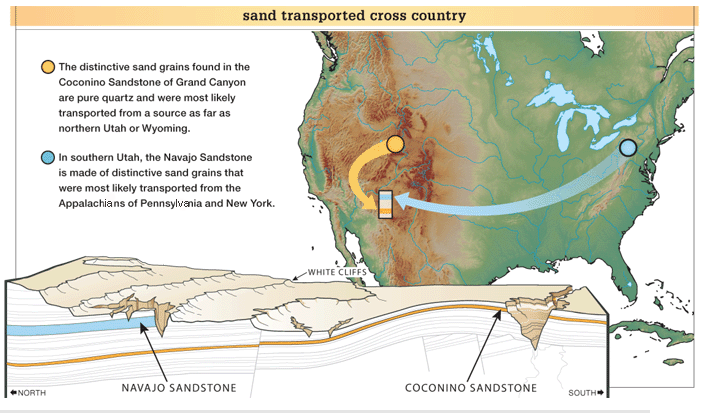 sand transported cross country
The distinctive sand grains found in the
Coconino Sandstone of Grand Canyon
are pure quartz and were most likely
transported from a source as far as
northern Utah or Wyoming.
In southern Utah, the Navajo Sandstone
is made of distinctive sand grains that
were most likely transported from the
Appalachians of Pennsylvania and New York.
WHITE CLIFFS
NAVAJO SANDSTONE
COCONINO SANDSTONE
NORTH
SOUTH